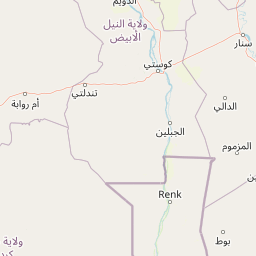 الدويم
ولاية النيل
الأبيض
سنار
كوستي
تندلتي
أم روابة
الدالي
الجبلين
المزموم
Renk
بوط
ولاية